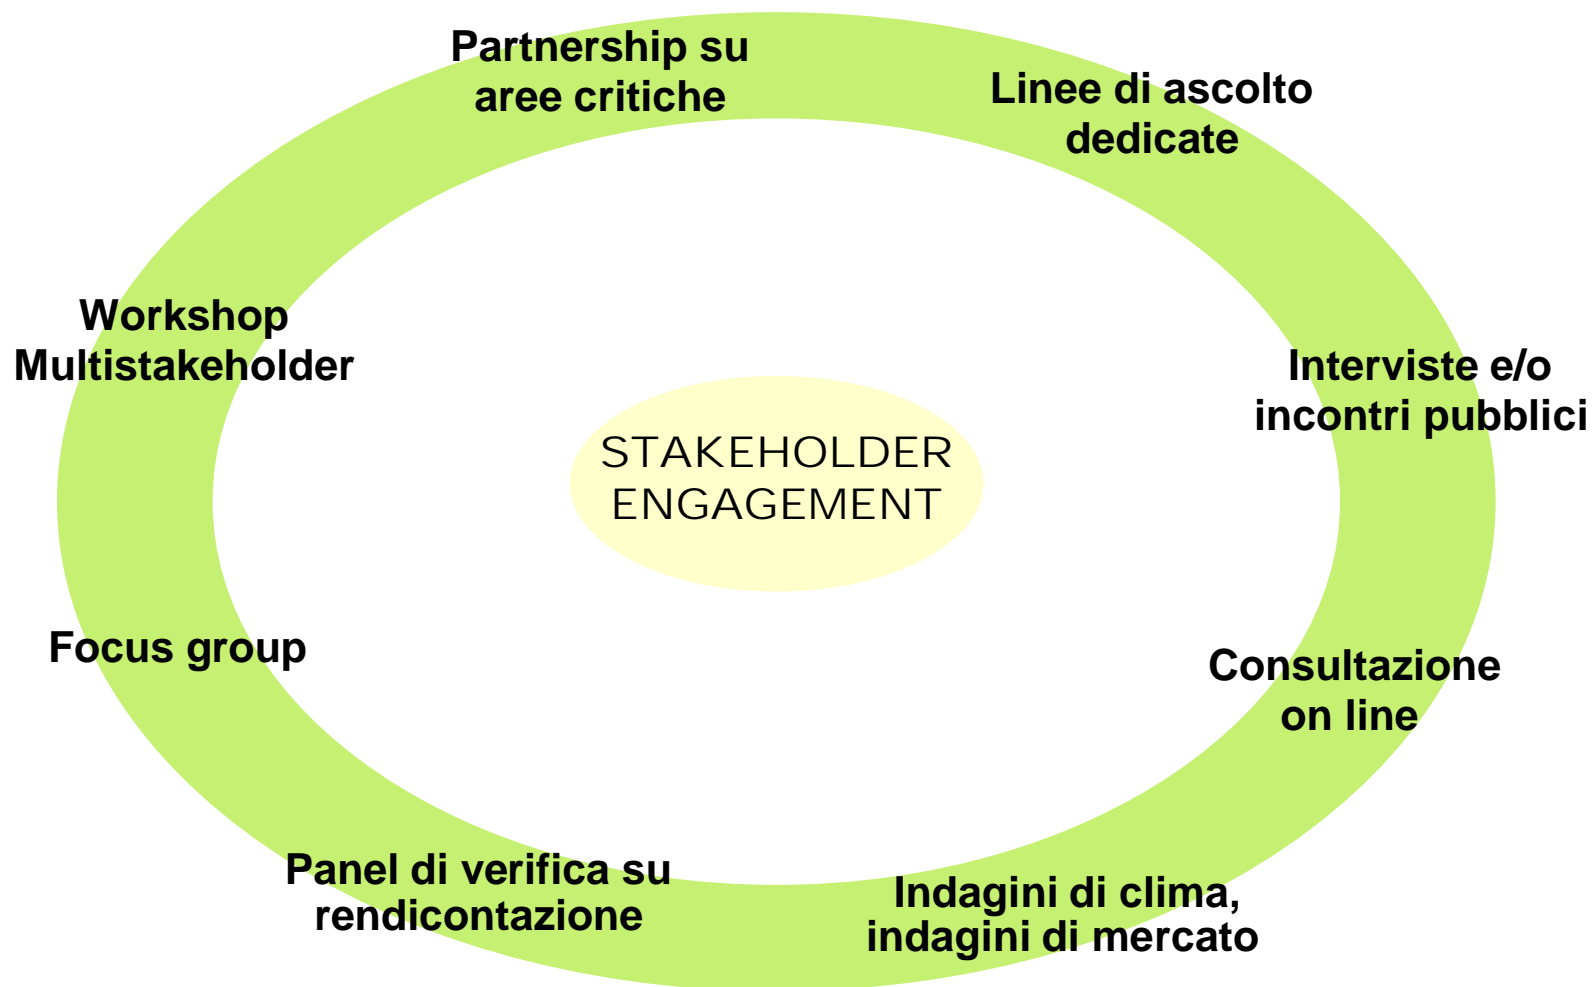 Partnership su
aree critiche
Linee di ascolto
dedicate
Workshop
Multistakeholder
Interviste e/o
incontri pubblici
STAKEHOLDER
ENGAGEMENT
Focus group
Consultazione
on line
Panel di verifica su
rendicontazione
Indagini di clima,
indagini di mercato